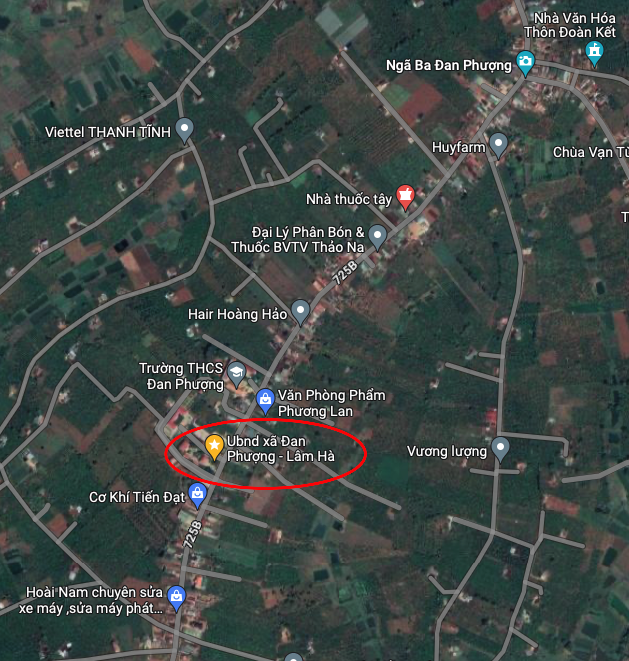 Nhà Văn Hóa
Thôn Đoàn Kết
Ngã Ba Đan Phượng
Viettel THANH TĨNH
Huyfarm
Chùa Vạn Từ
Nhà thuốc tây
T
Đại Lý Phân Bón &
Thuốc BVTV Thảo Na
725B
Hair Hoàng Hảo
Trường THCS
Đan Phượng
Văn Phòng Phẩm
Phương Lan
Ubnd xã Đan
Phượng - Lâm Hà
Vương lượng
Cơ Khí Tiến Đạt
725B
Hoài Nam chuyên sửa
xe máy ,sửa máy phát...